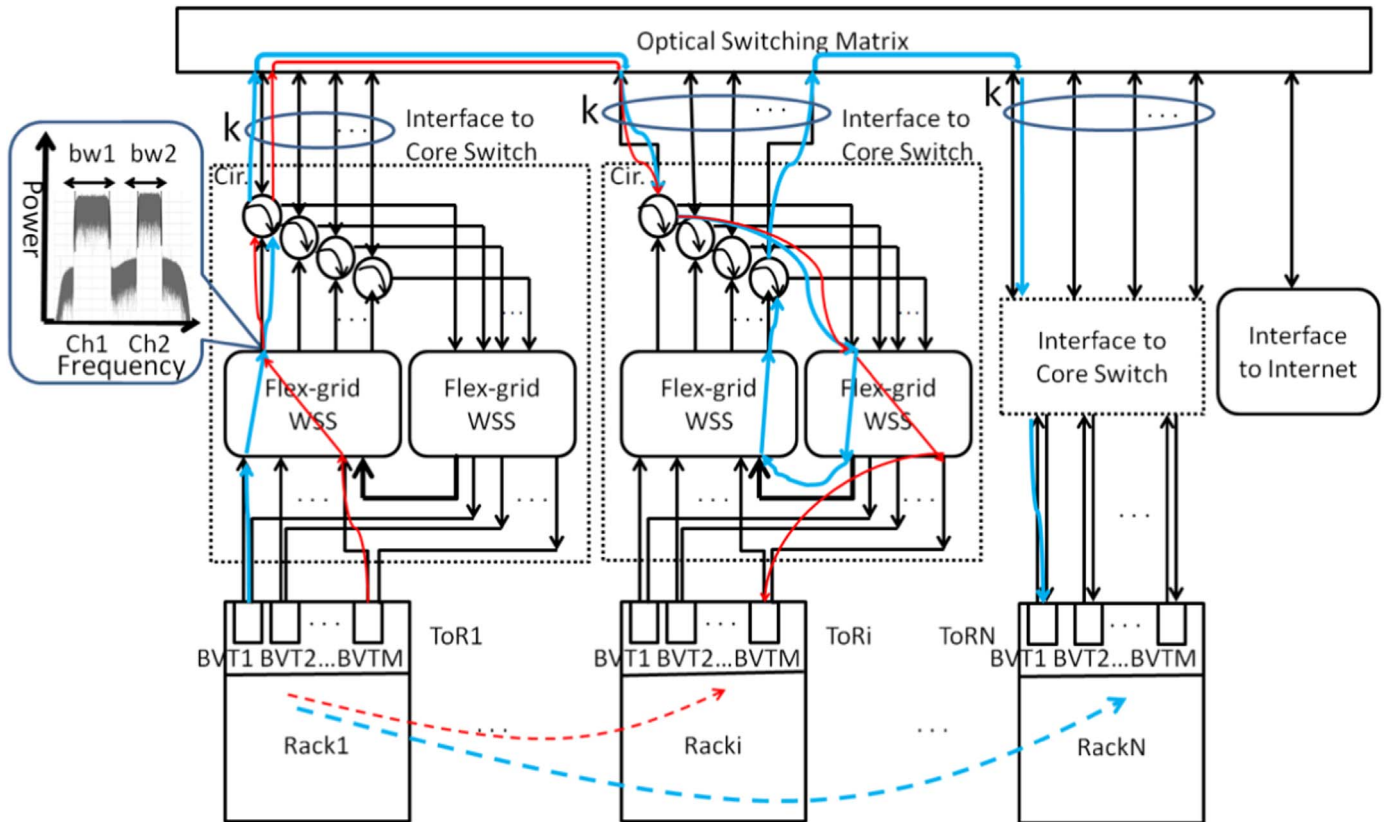 Optical Switching Matrix
k
...
Interface to
Core Switch
k
...
Interface to
Core Switch
k
...
bw1 bw2
Power
Ch1 Ch2
Frequency
Cir.
...
...
Flex-grid
WSS
Flex-grid
WSS
...
...
Cir.
...
...
Flex-grid
WSS
Flex-grid
WSS
...
...
Interface to
Core Switch
Interface
to Internet
...
...
ToR1
BVT1 BVT2...BVTM
Rack1
...
...
ToRi
BVT1 BVT2...BVTM
Racki
...
ToRN
...
BVT1 BVT2...BVTM
RackN